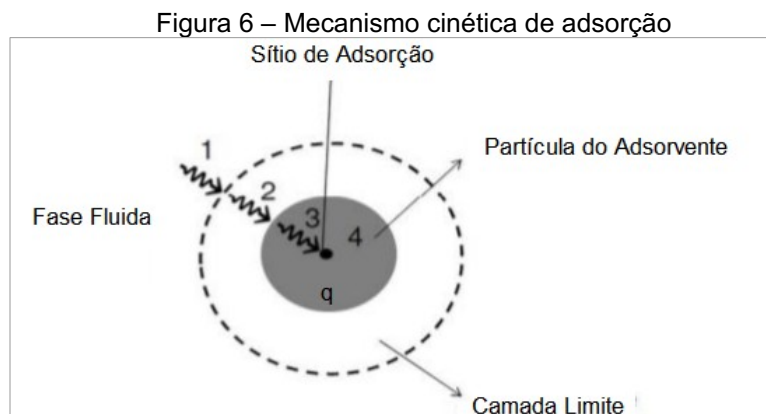 Figura 6 – Mecanismo cinética de adsorção
Sítio de Adsorção
1
Partícula do Adsorvente
2
Fase Fluida
3
4
q
Camada Limite